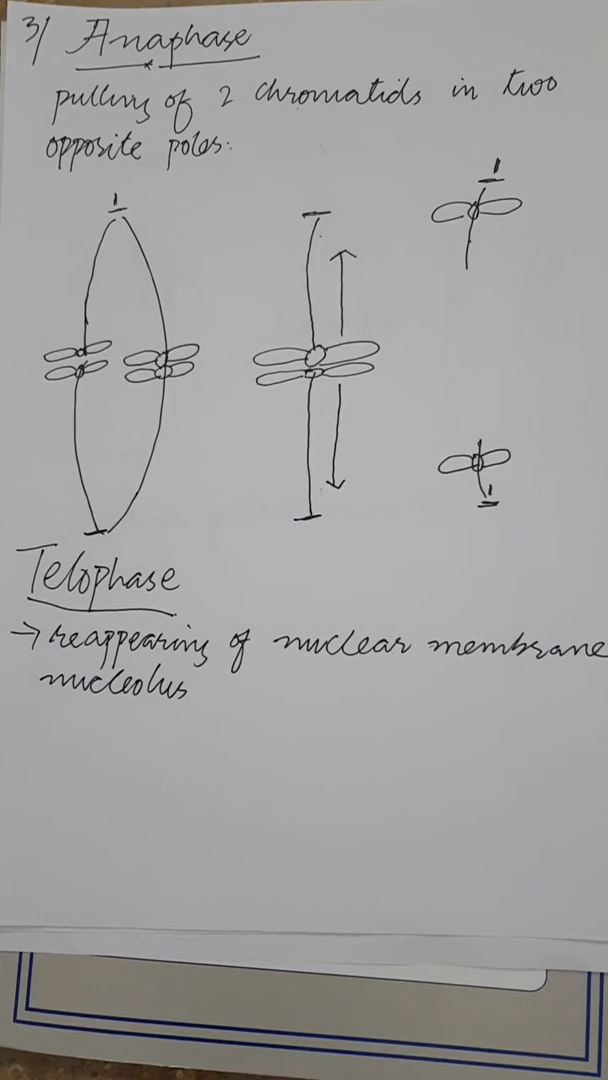 3/ Anaphase
pulling of 2 chromatids in two
opposite poles.
Telophase
→ reappearing of nuclear membrane
nucleolus